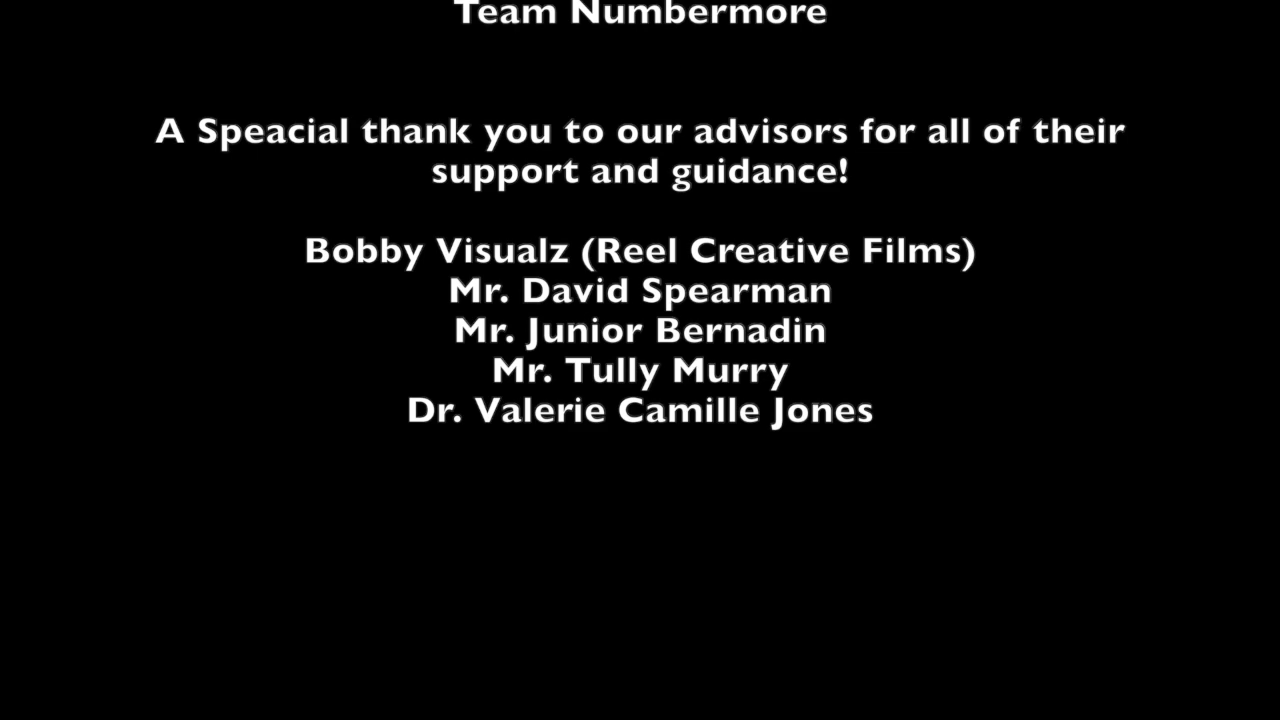 Team Numbermore
A Speacial thank you to our advisors for all of their
support and guidance!
Bobby Visualz (Reel Creative Films)
Mr. David Spearman
Mr. Junior Bernadin
Mr. Tully Murry
Dr. Valerie Camille Jones